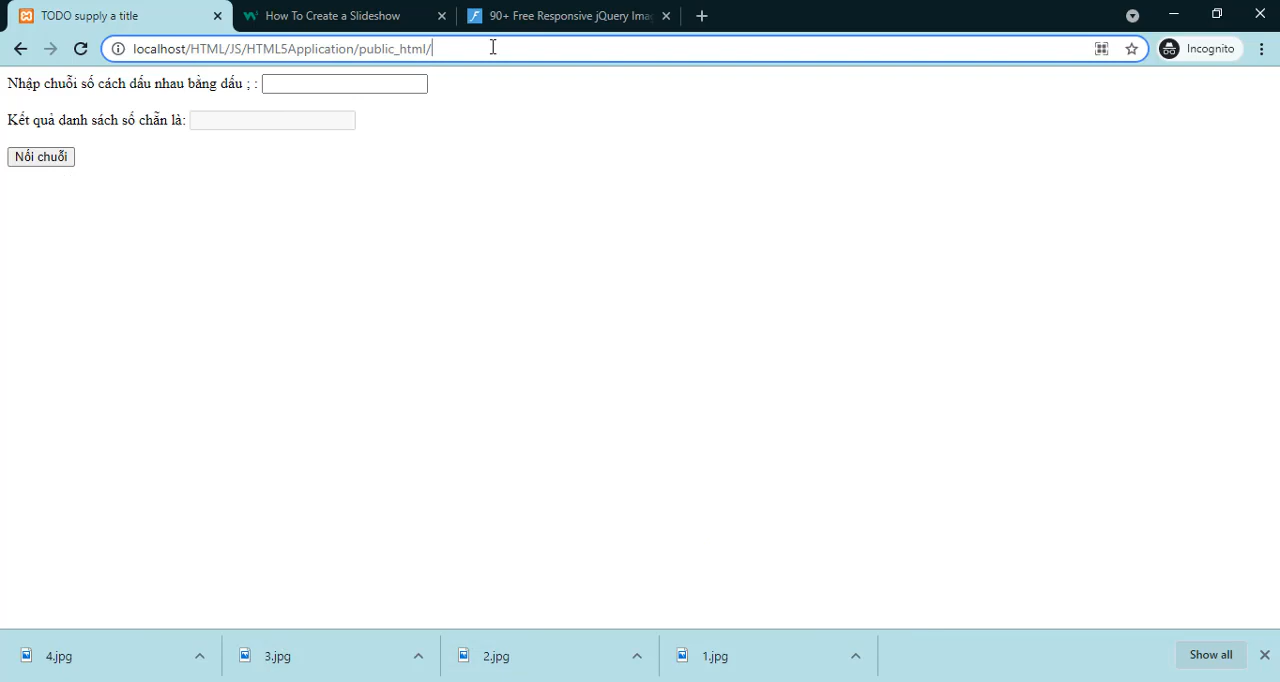 TODO supply a title
How To Create a Slideshow
90+ Free Responsive jQuery Ima
localhost/HTML/JS/HTML5Application/public_html/
Incognito
Nhập chuỗi số cách dấu nhau bằng dấu ; :
Kết quả danh sách số chẵn là:
Nối chuỗi
4.jpg
3.jpg
2.jpg
1.jpg
Show all